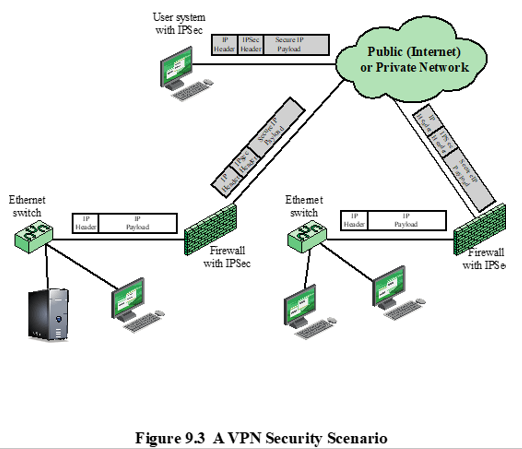 User system
with IPSec
IP
Header
IPSec
Header
Secure IP
Payload
Public (Internet)
or Private Network
IP
Header
IPSec
Header
Secure IP
Payload
IP
Header
IPSec
Header
Secure IP
Payload
Ethernet
switch
IP
Header
IP
Payload
Firewall
with IPSec
Ethernet
switch
IP
Header
IP
Payload
Firewall
with IPSe
Figure 9.3 A VPN Security Scenario